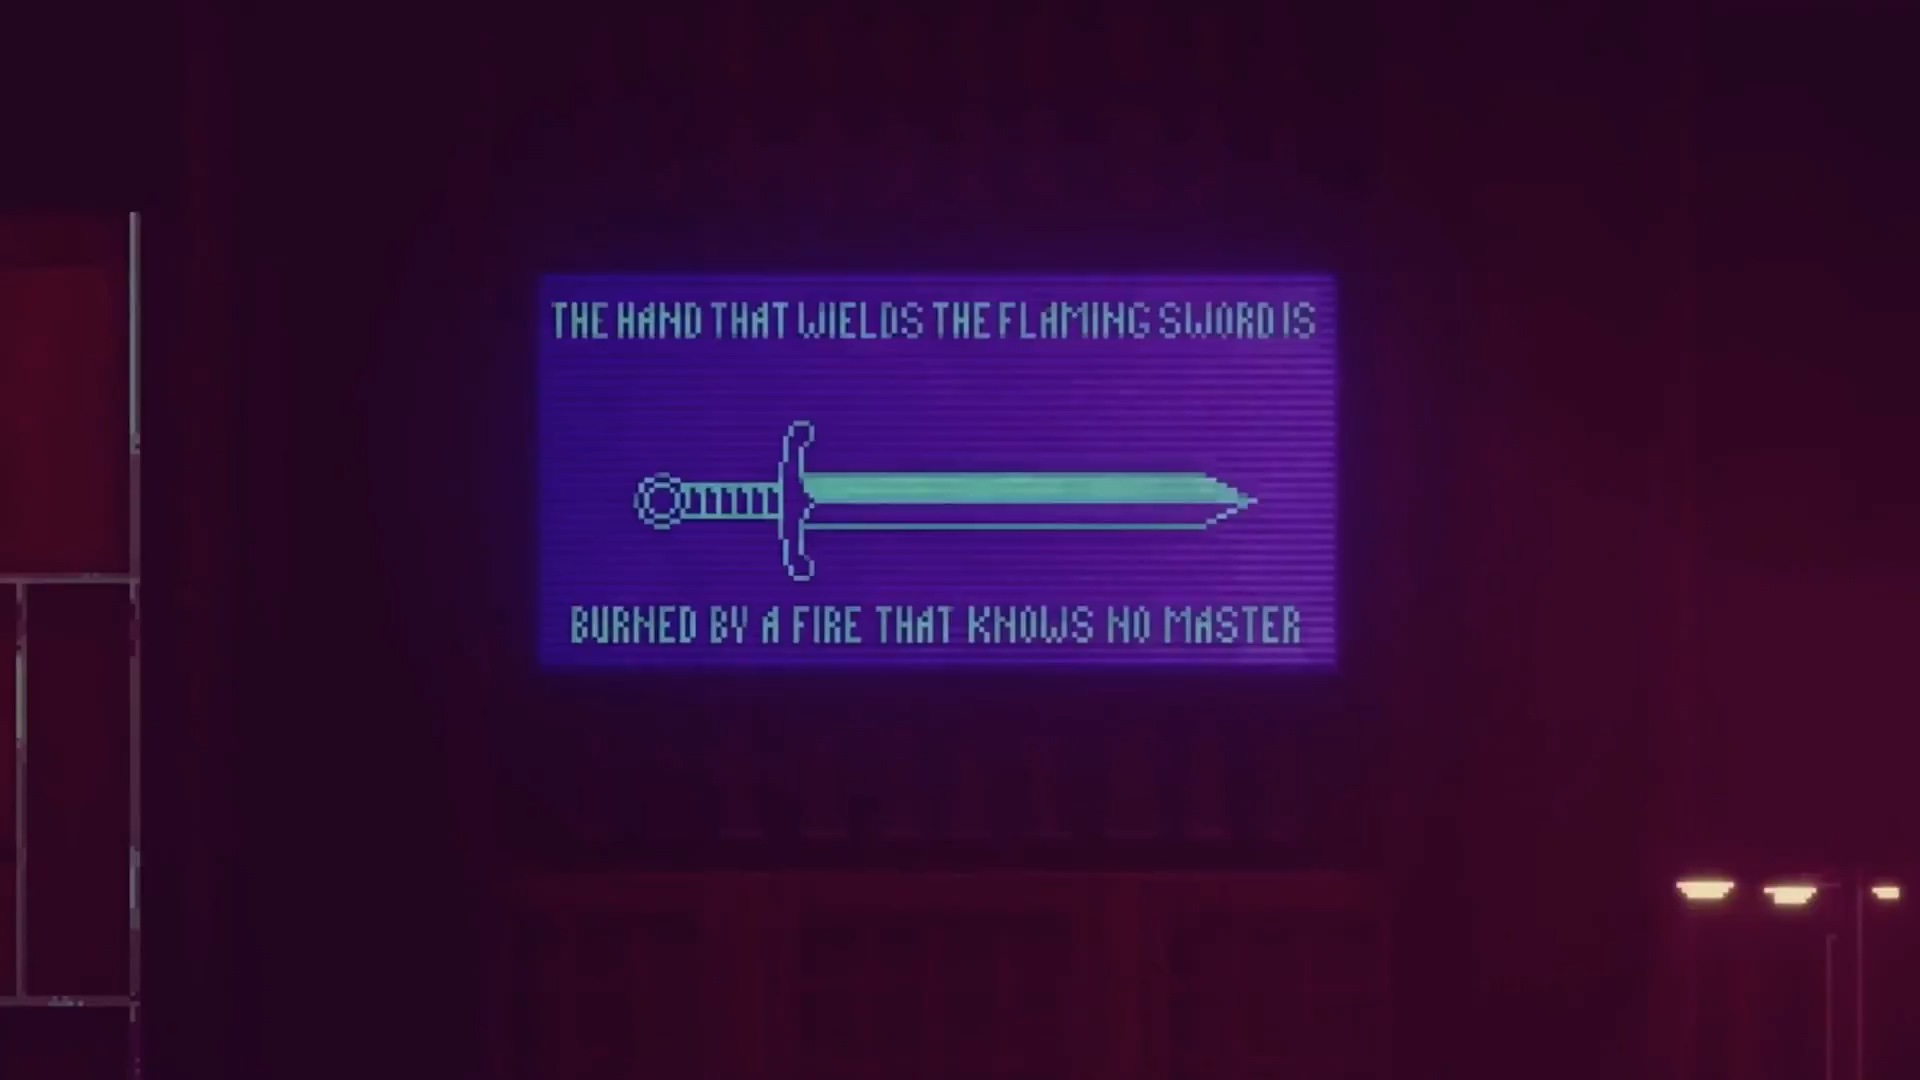 THE HAND THAT WIELDS THE FLAMING SWORD IS
BURNED BY A FIRE THAT KNOWS NO MASTER